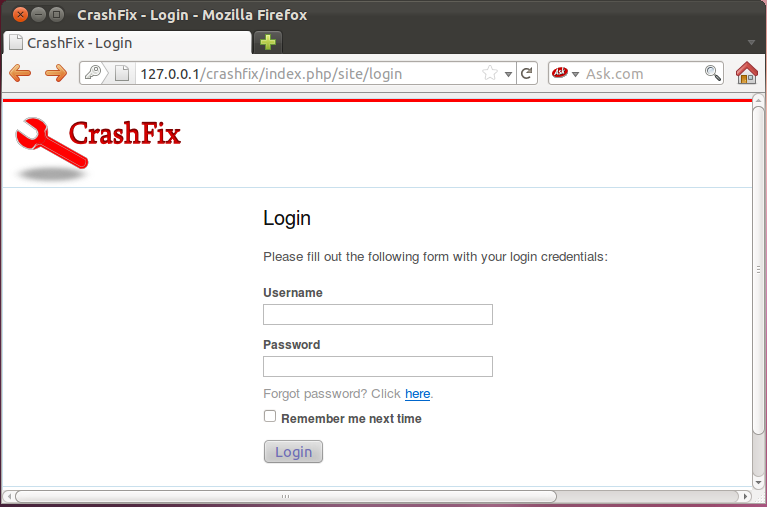 CrashFix - Login - Mozilla Firefox
CrashFix - Login
127.0.0.1/crashfix/index.php/site/login
Ask Ask.com
CrashFix
Login
Please fill out the following form with your login credentials:
Username
Password
Forgot password? Click here.
Remember me next time
Login